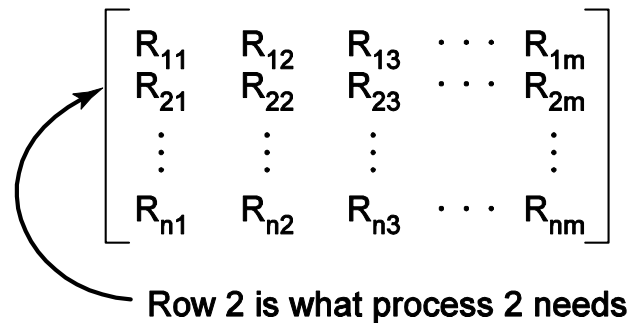 R11 R12 R13 · · · R1m
R21 R22 R23 · · · R2m
⋮ ⋮ ⋮ ⋮
Rn1 Rn2 Rn3 · · · Rnm
Row 2 is what process 2 needs